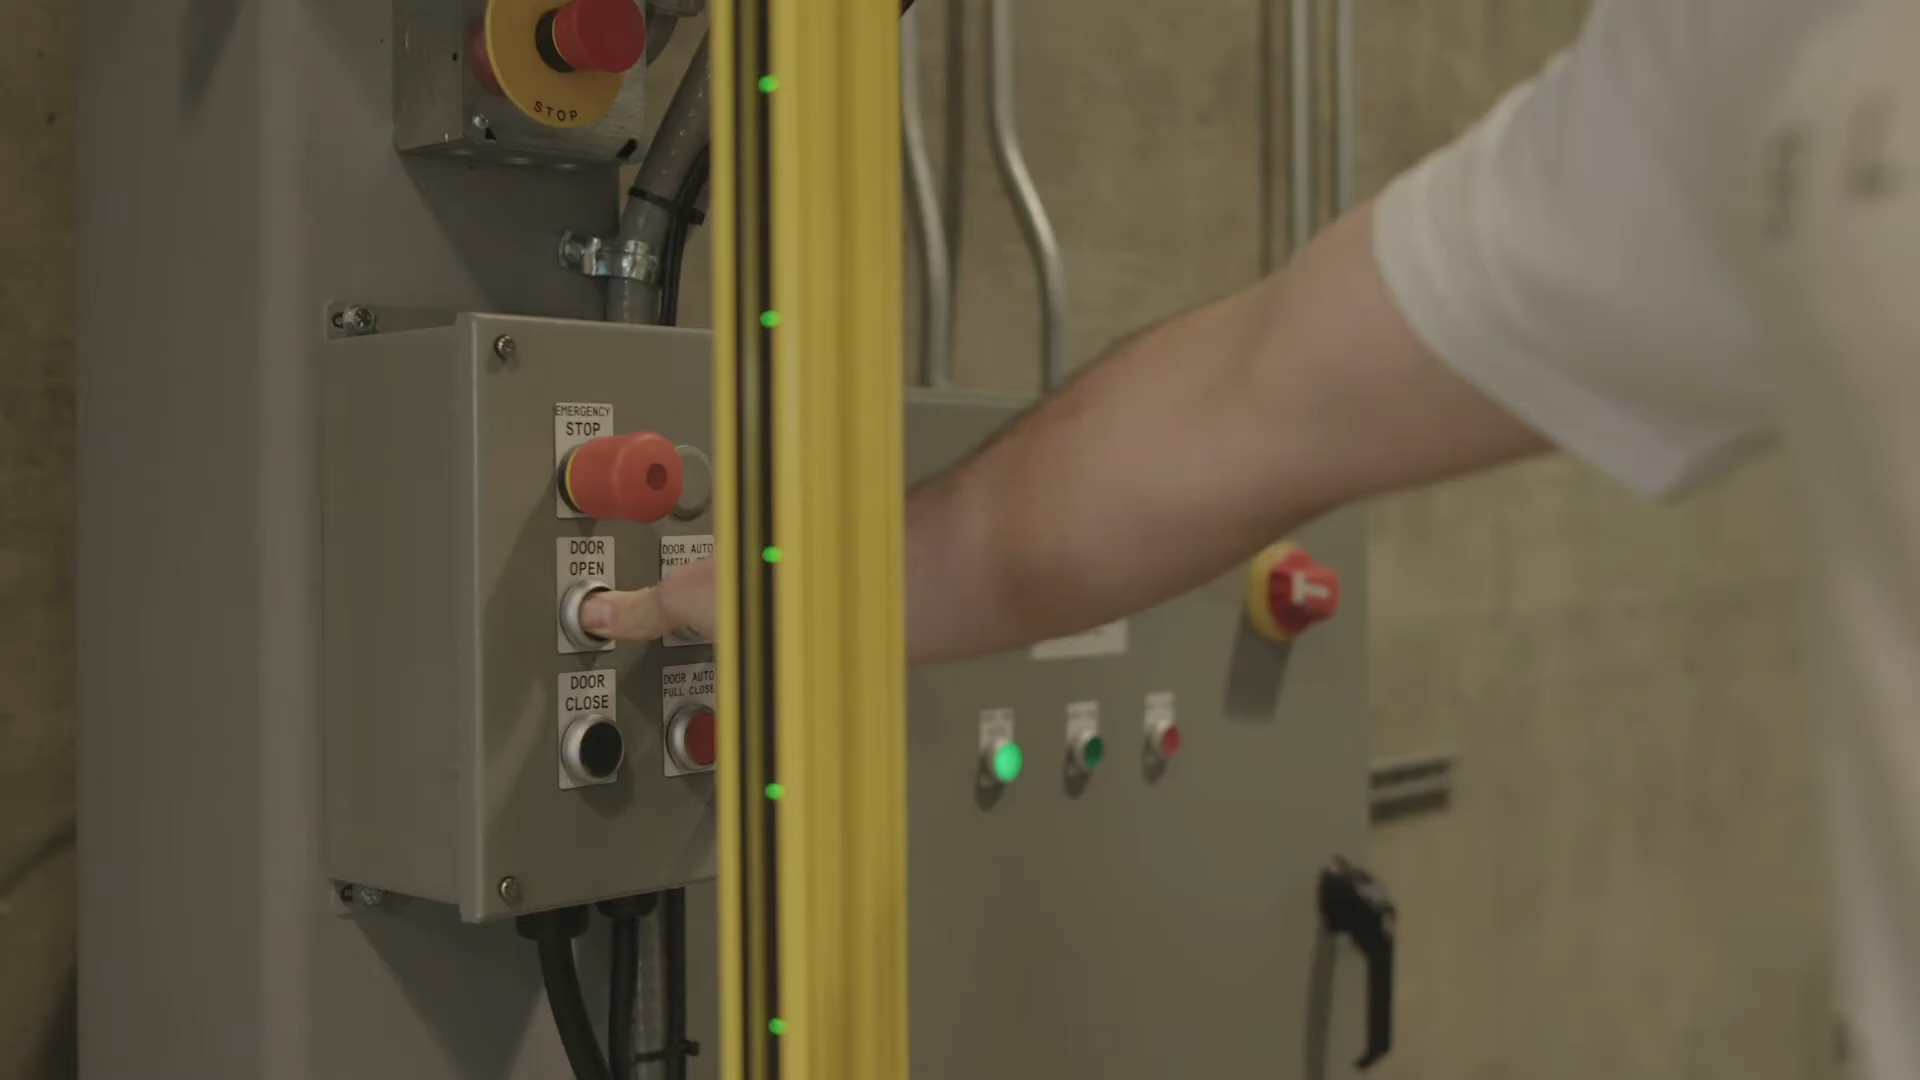 STOP
EMERGENCY
STOP
DOOR
OPEN
DOOR AUTO
DOOR
CLOSE
DOOR AUTO
FULL CLOSE